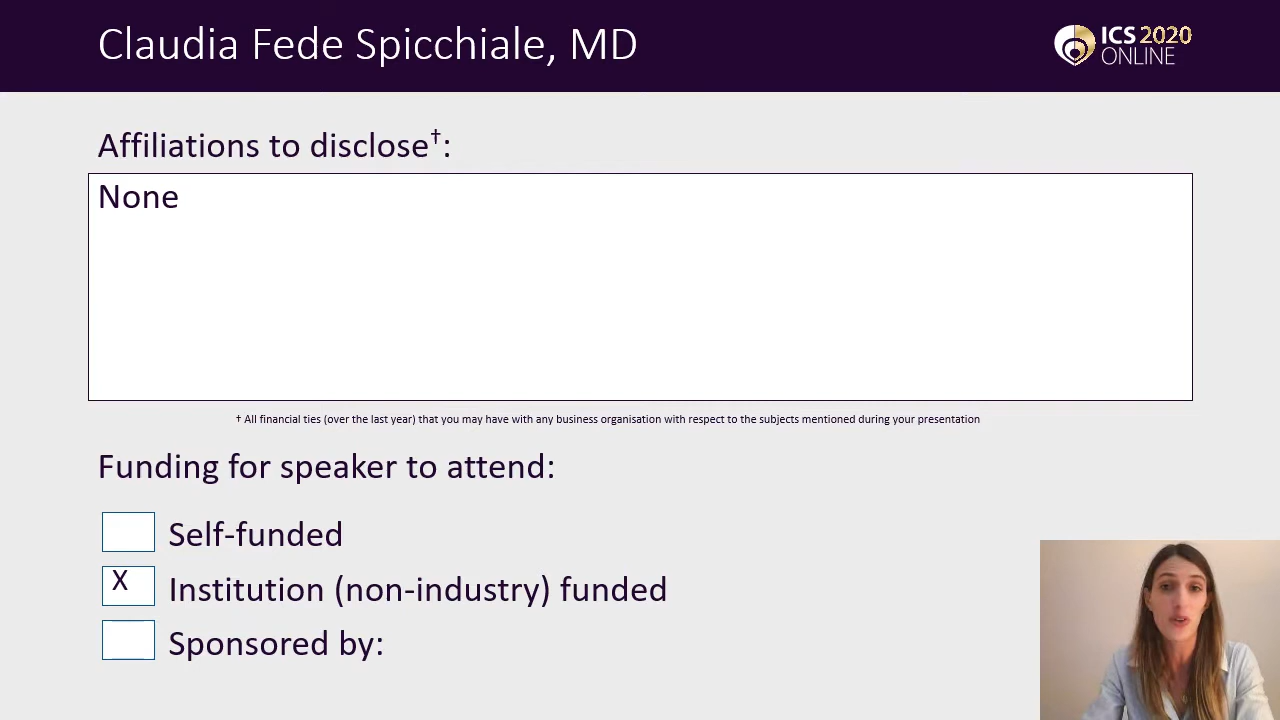 Claudia Fede Spicchiale, MD
ICS 2020
ONLINE
Affiliations to disclose†:
None
† All financial ties (over the last year) that you may have with any business organisation with respect to the subjects mentioned during your presentation
Funding for speaker to attend:
Self-funded
X Institution (non-industry) funded
Sponsored by: